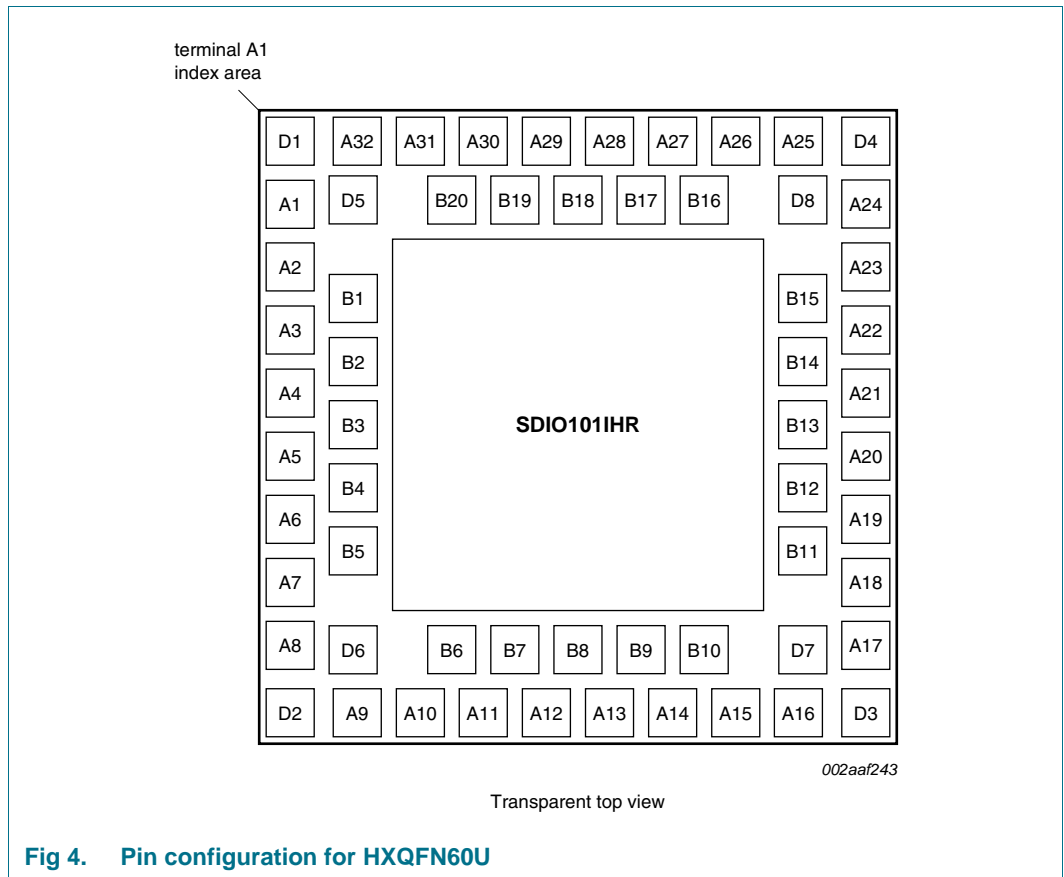 terminal A1
index area
D1 A32 A31 A30 A29 A28 A27 A26 A25 D4
A1 D5 B20 B19 B18 B17 B16 D8 A24
A2 A23
B1 B15
A3 A22
B2 B14
A4 A21
B3 SDIO101IHR B13
A5 A20
B4 B12
A6 A19
B5 B11
A7 A18
A8 D6 B6 B7 B8 B9 B10 D7 A17
D2 A9 A10 A11 A12 A13 A14 A15 A16 D3
002aaf243
Transparent top view
Fig 4. Pin configuration for HXQFN60U